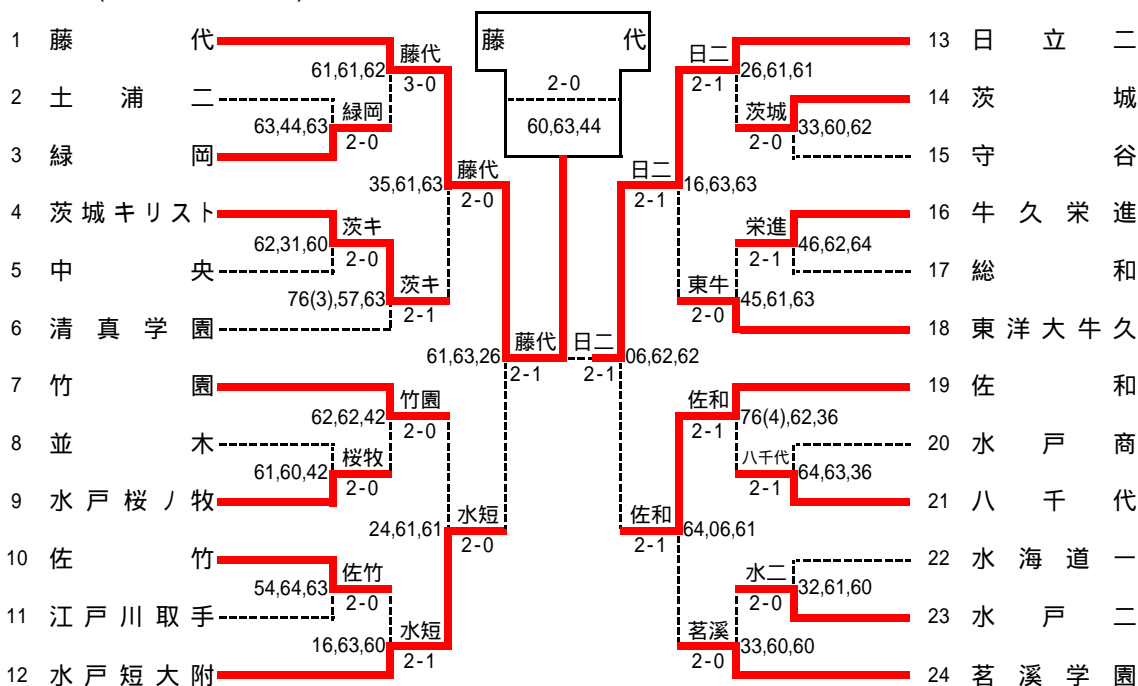 1 藤代
2 土浦二
3 緑岡
4 茨城キリスト
5 中央
6 清真学園
7 竹園
8 並木
9 水戸桜ノ牧
10 佐竹
11 江戸川取手
12 水戸短大附
藤代
61,61,62
3-0
緑岡
63,44,63
2-0
藤代
35,61,63
2-0
茨キ
62,31,60
2-0
茨キ
76(3),57,63
2-1
藤代
61,63,26
2-1
竹園
62,62,42
2-0
桜牧
61,60,42
2-0
水短
24,61,61
2-0
佐竹
54,64,63
2-0
水短
16,63,60
2-1
藤代
2-0
60,63,44
日二
26,61,61
2-1
茨城
33,60,62
2-0
日二
16,63,63
2-1
栄進
46,62,64
2-1
東牛
45,61,63
2-0
日二
06,62,62
2-1
佐和
76(4),62,36
2-1
八千代
64,63,36
2-1
佐和
64,06,61
2-1
水二
32,61,60
2-0
茗溪
33,60,60
2-0
13 日立二
14 茨城
15 守谷
16 牛久栄進
17 総和
18 東洋大牛久
19 佐和
20 水戸商
21 八千代
22 水海道一
23 水戸二
24 茗溪学園